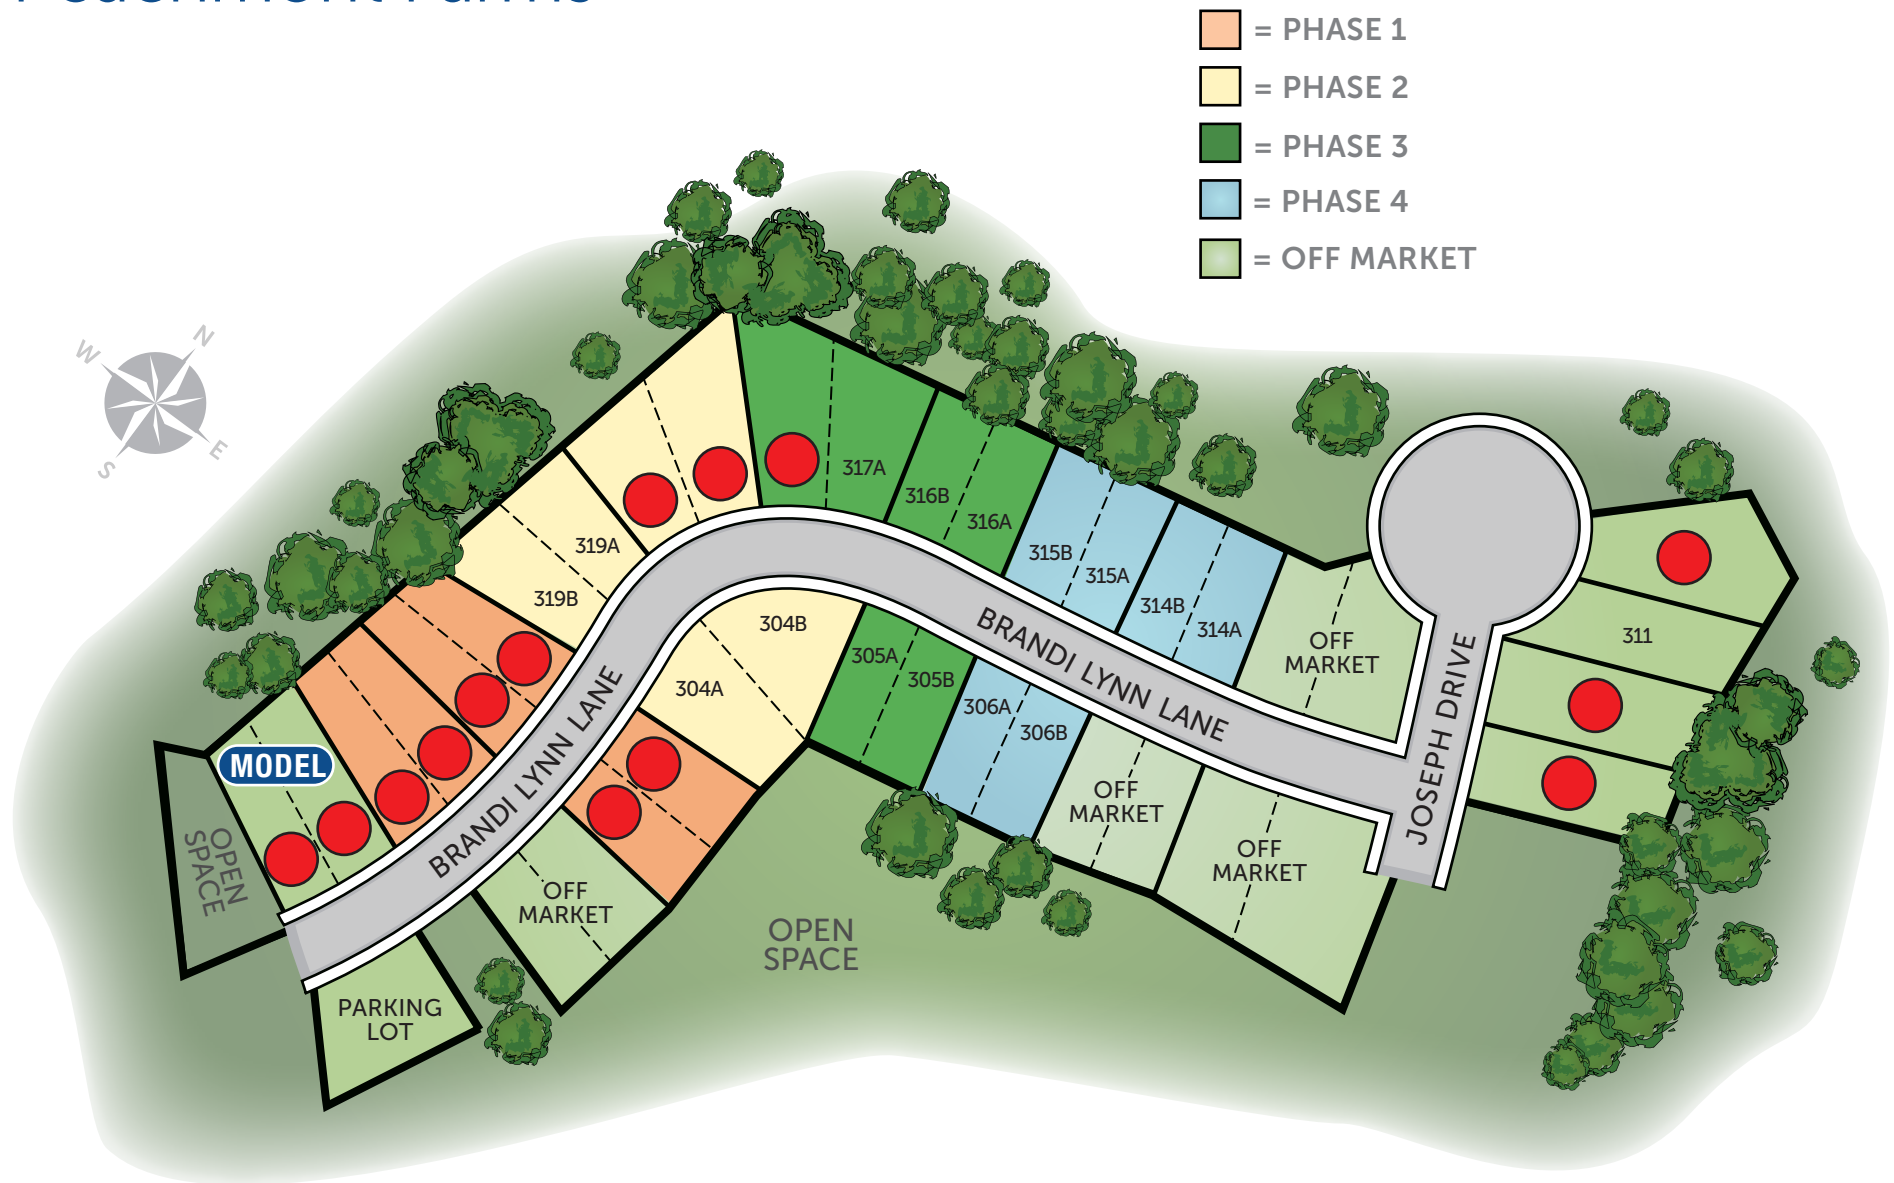 = PHASE 1
= PHASE 2
= PHASE 3
= PHASE 4
= OFF MARKET
N
W
E
S
317A
316B
316A
319A
319B
315B
315A
314B
314A
304B
304A
305A
305B
306A
306B
311
OFF
MARKET
BRANDI LYNN LANE
BRANDI LYNN LANE
JOSEPH DRIVE
MODEL
OPEN
SPACE
OFF
MARKET
OFF
MARKET
OFF
MARKET
OPEN
SPACE
PARKING
LOT